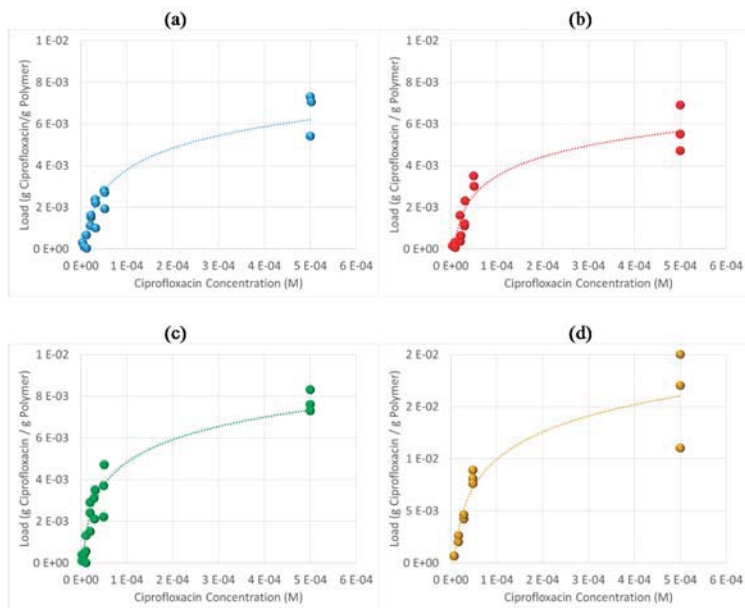 (a)
(b)
1 E-02
8 E-03
6 E-03
4 E-03
2 E-03
0 E+00
Load (g Ciprofloxacin/g Polymer)
0 E+00 1 E-04 2 E-04 3 E-04 4 E-04 5 E-04 6 E-04
Ciprofloxacin Concentration (M)
1 E-02
8 E-03
6 E-03
4 E-03
2 E-03
0 E+00
Load (g Ciprofloxacin / g Polymer)
0 E+00 1 E-04 2 E-04 3 E-04 4 E-04 5 E-04 6 E-04
Ciprofloxacin Concentration (M)
(c)
(d)
1 E-02
8 E-03
6 E-03
4 E-03
2 E-03
0 E+00
Load (g Ciprofloxacin / g Polymer)
0 E+00 1 E-04 2 E-04 3 E-04 4 E-04 5 E-04 6 E-04
Ciprofloxacin Concentration (M)
2 E-02
2 E-02
1 E-02
5 E-03
0 E+00
Load (g Ciprofloxacin / g Polymer)
0 E+00 1 E-04 2 E-04 3 E-04 4 E-04 5 E-04 6 E-04
Ciprofloxacin Concentration (M)